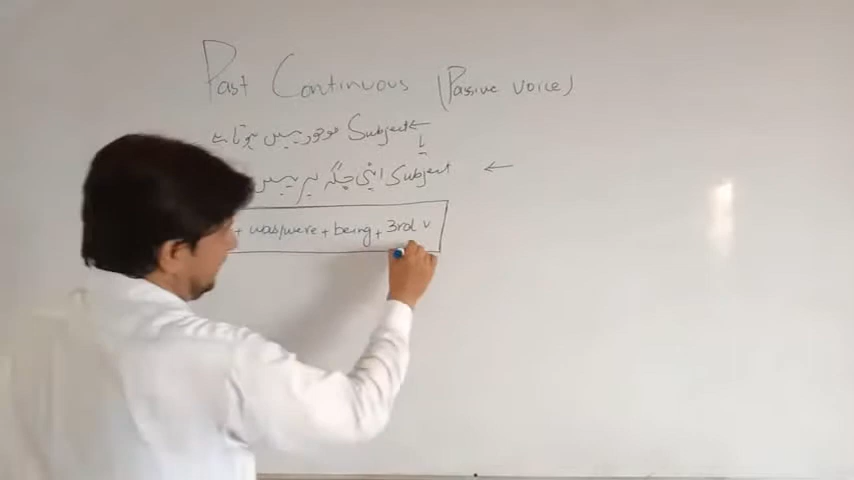 Past Continuous (Passive voice)
← Subject موجود نہیں ہوتا ہے
یا
← Subject اپنی جگہ پر نہیں
+ was/were + being + 3rd v